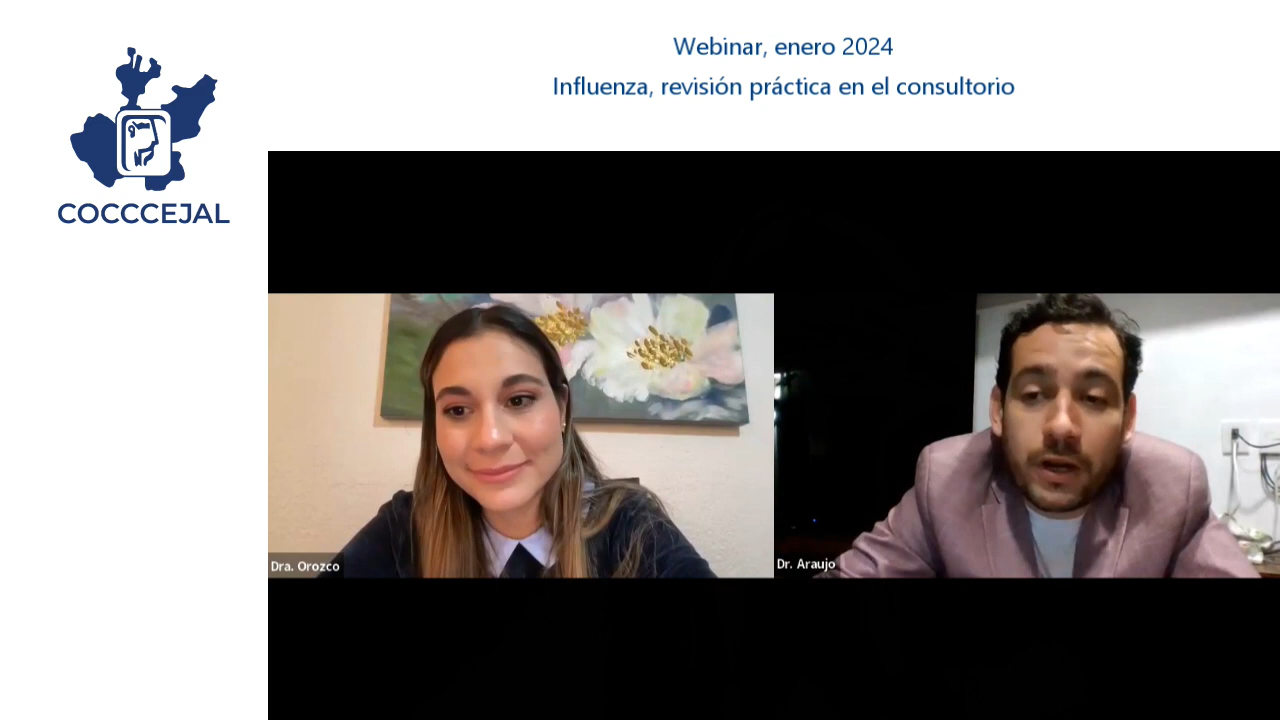 Webinar, enero 2024
Influenza, revisión práctica en el consultorio
COCCCEJAL
Dra. Orozco
Dr. Araujo